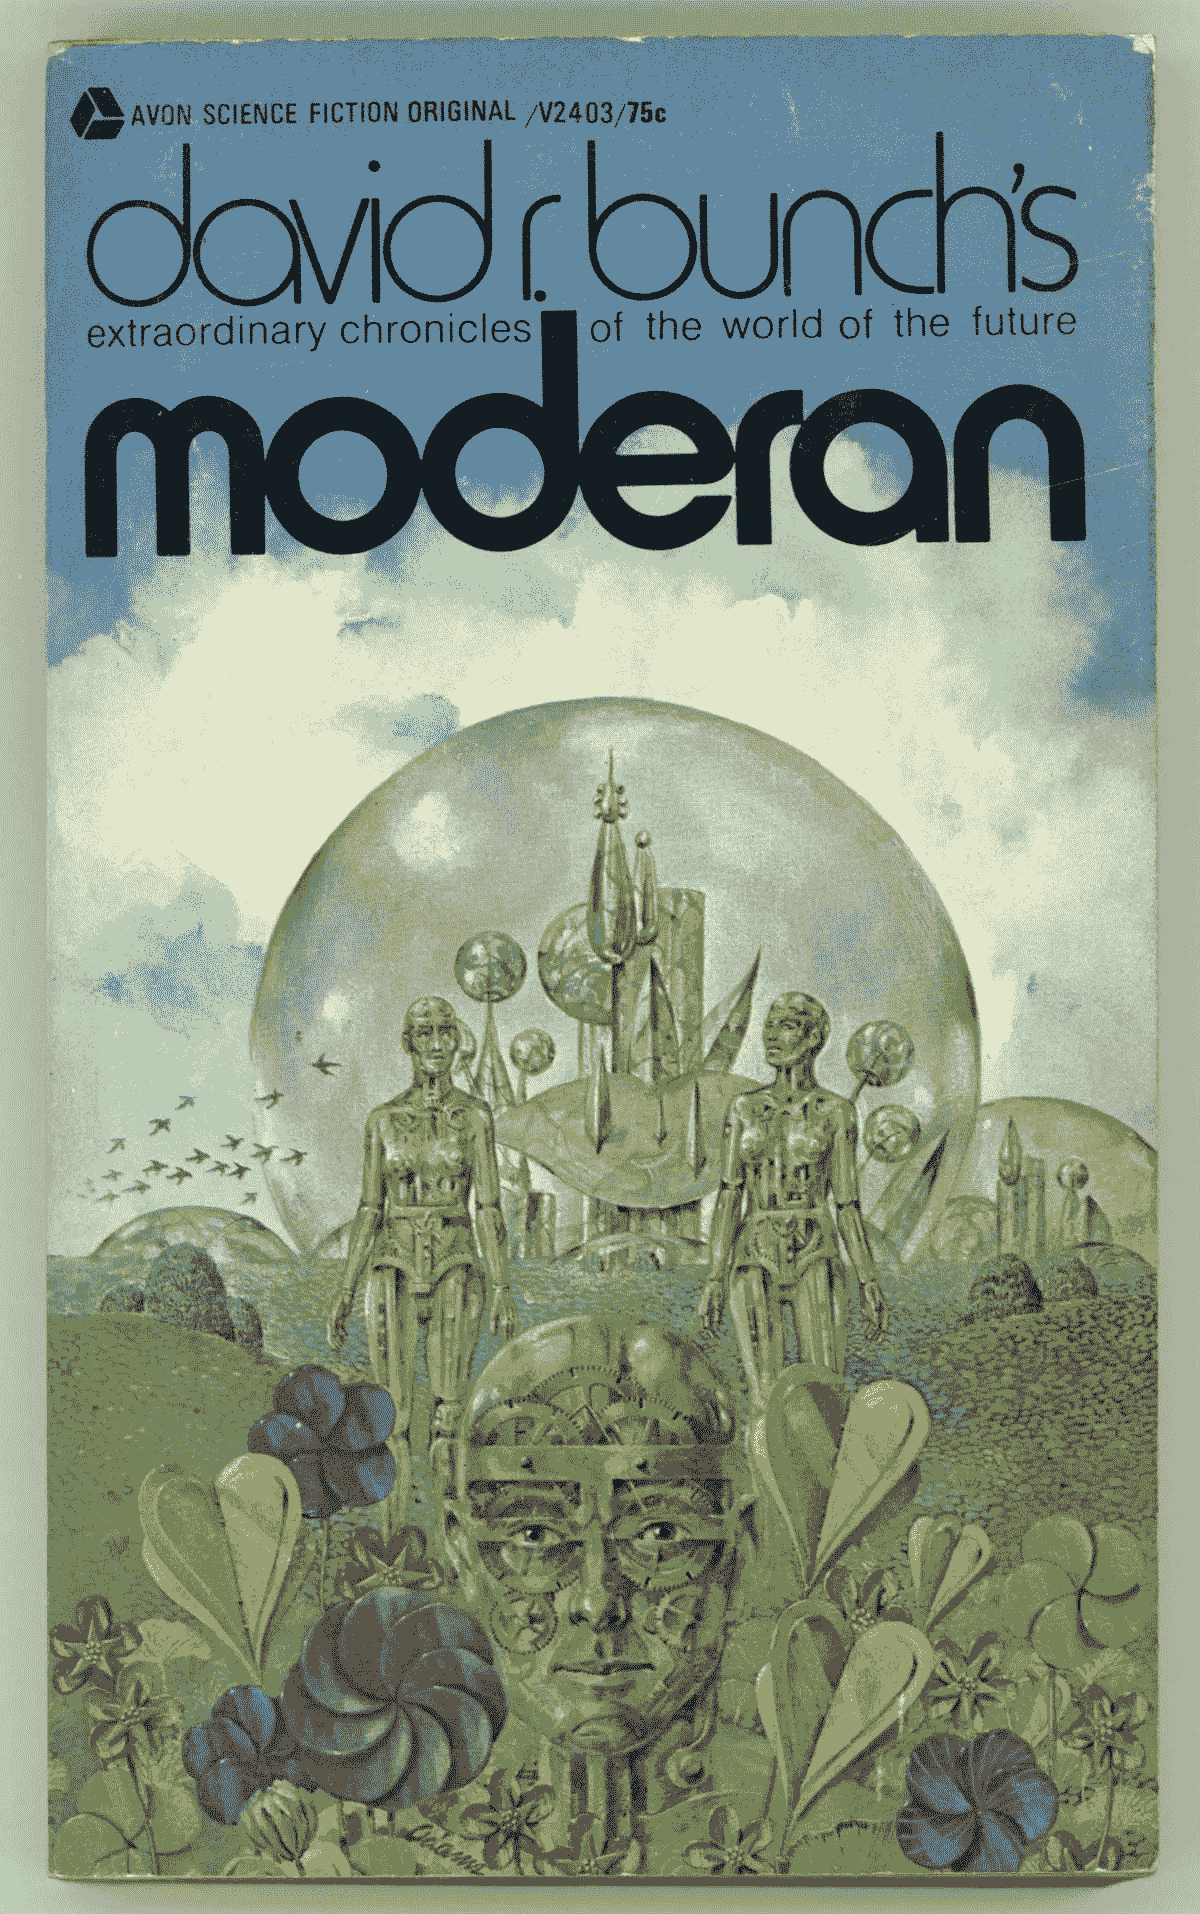 AVON SCIENCE FICTION ORIGINAL /V2403/75c
david r. bunch's
extraordinary chronicles of the world of the future
moderan